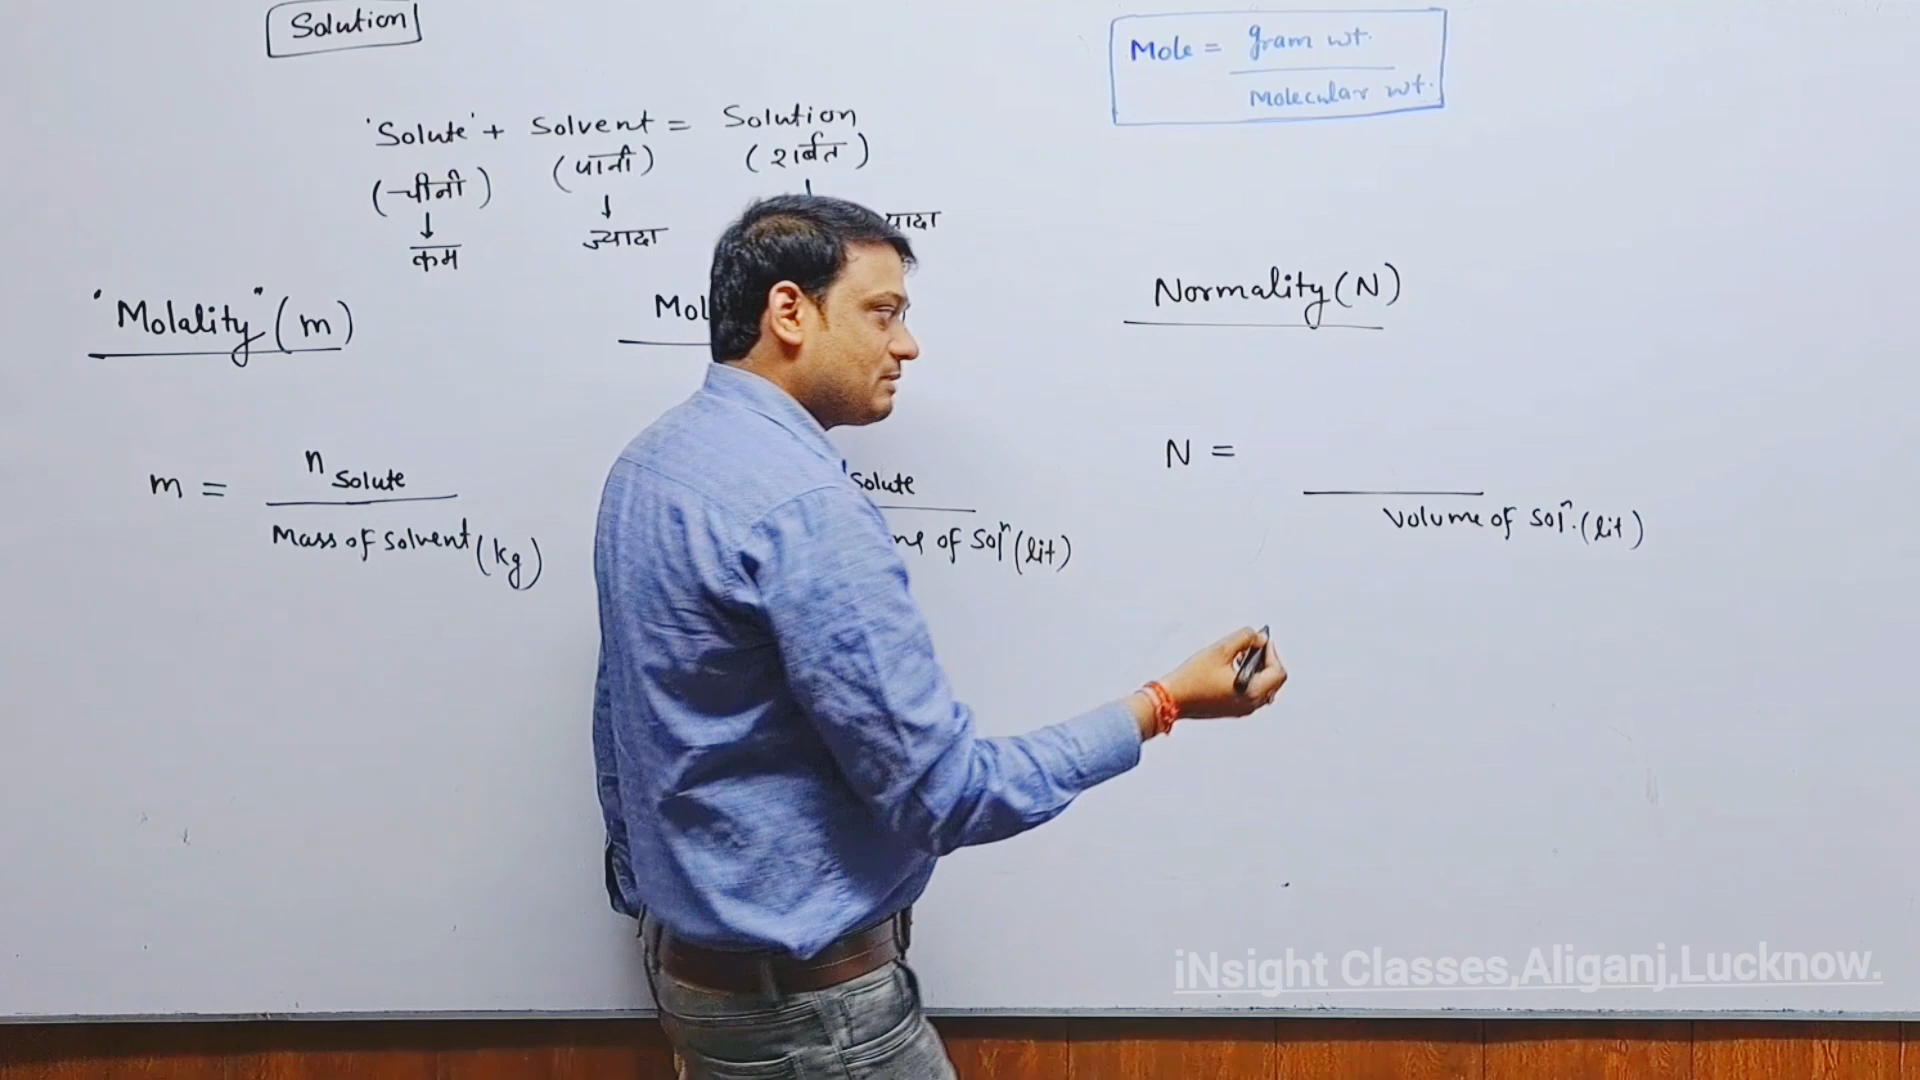 Solution
Mole = gram wt.
Molecular wt.
'Solute' + Solvent = Solution
(चीनी) (पानी) (शर्बत)
कम ज्यादा
"Molality" (m)
Normality (N)
m = n Solute
Mass of Solvent (kg)
Solute
of Solⁿ (lit)
N =
Volume of Solⁿ. (lit)
iNsight Classes,Aliganj,Lucknow.